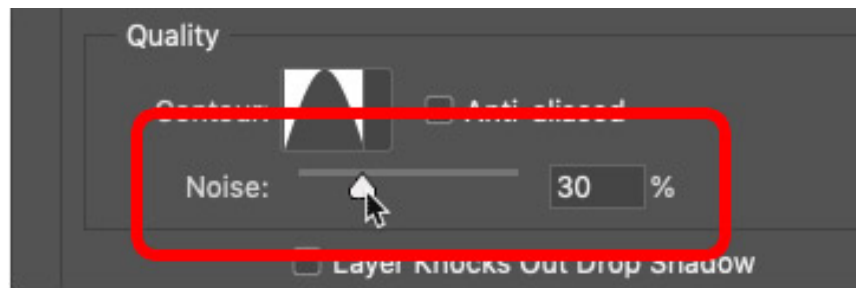 Quality
Contour: Anti-aliased
Noise: 30 %
Layer Knocks Out Drop Shadow